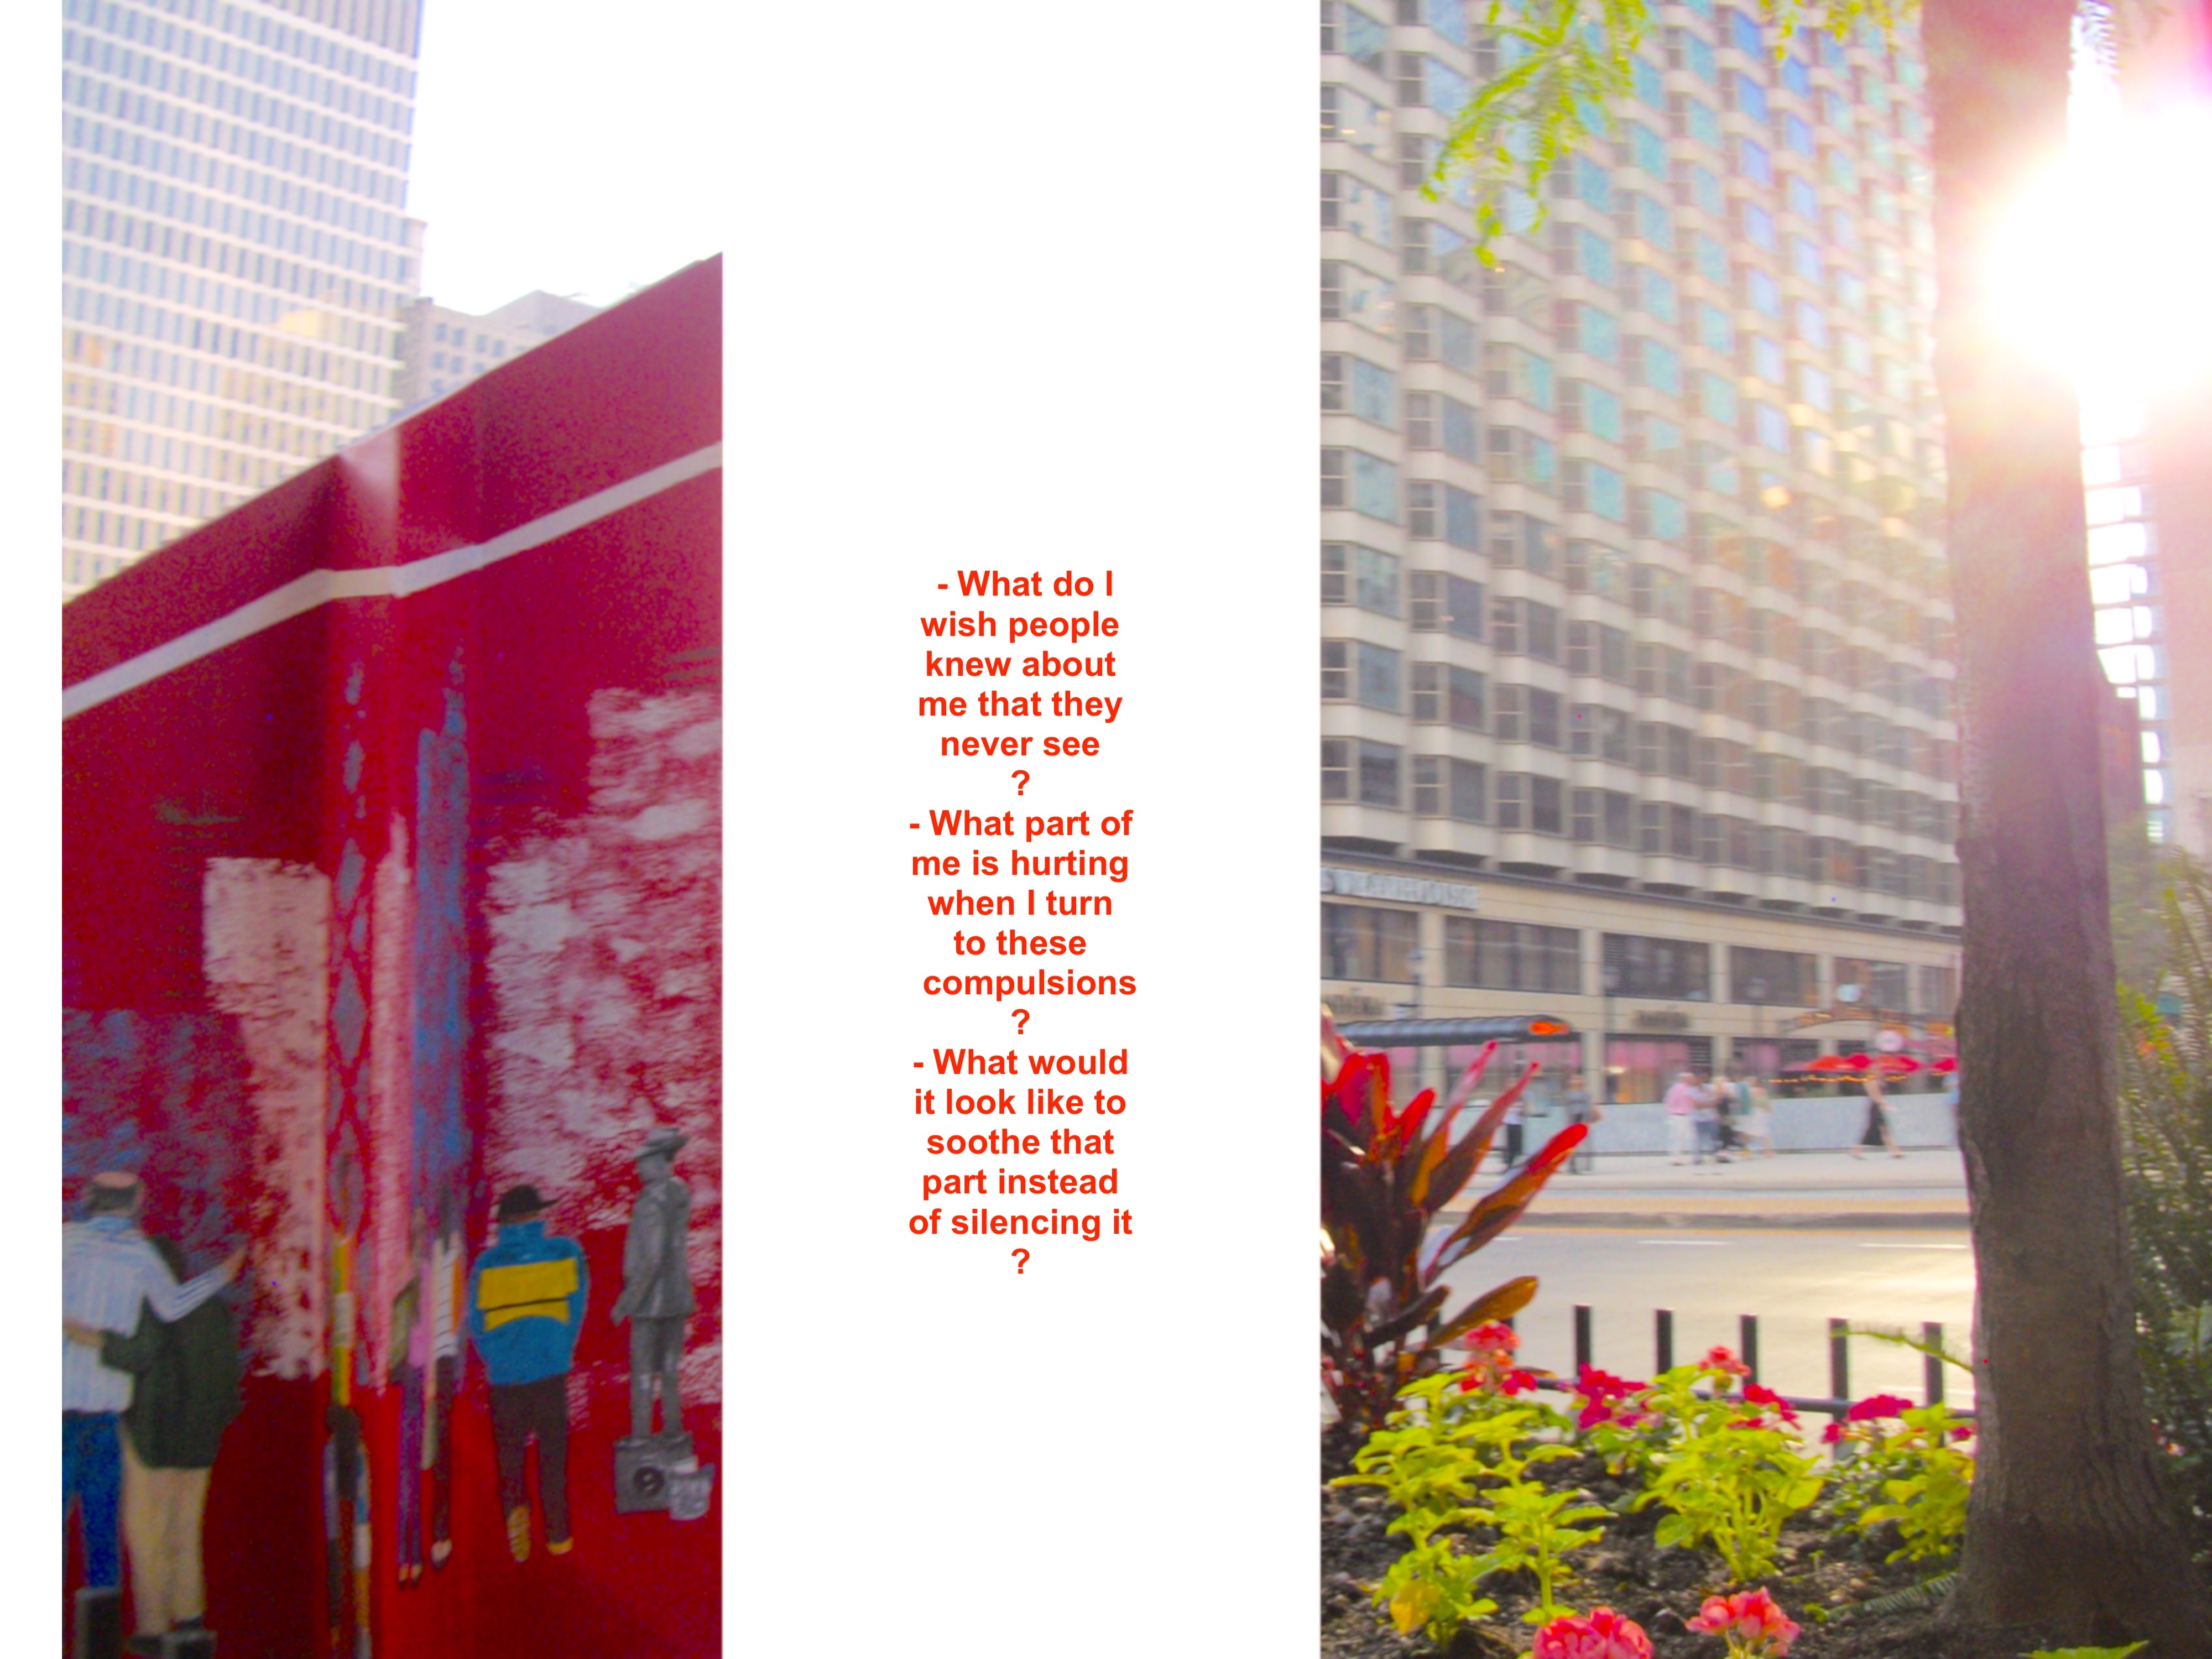 - What do I
wish people
knew about
me that they
never see
?
- What part of
me is hurting
when I turn
to these
compulsions
?
- What would
it look like to
soothe that
part instead
of silencing it
?